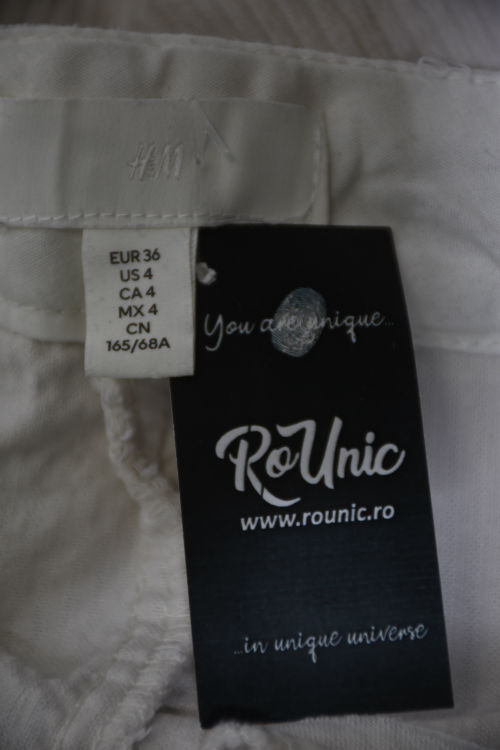 H&M
EUR 36
US 4
CA 4
MX 4
CN
165/68A
You are unique...
RoUnic
www.rounic.ro
...in unique universe